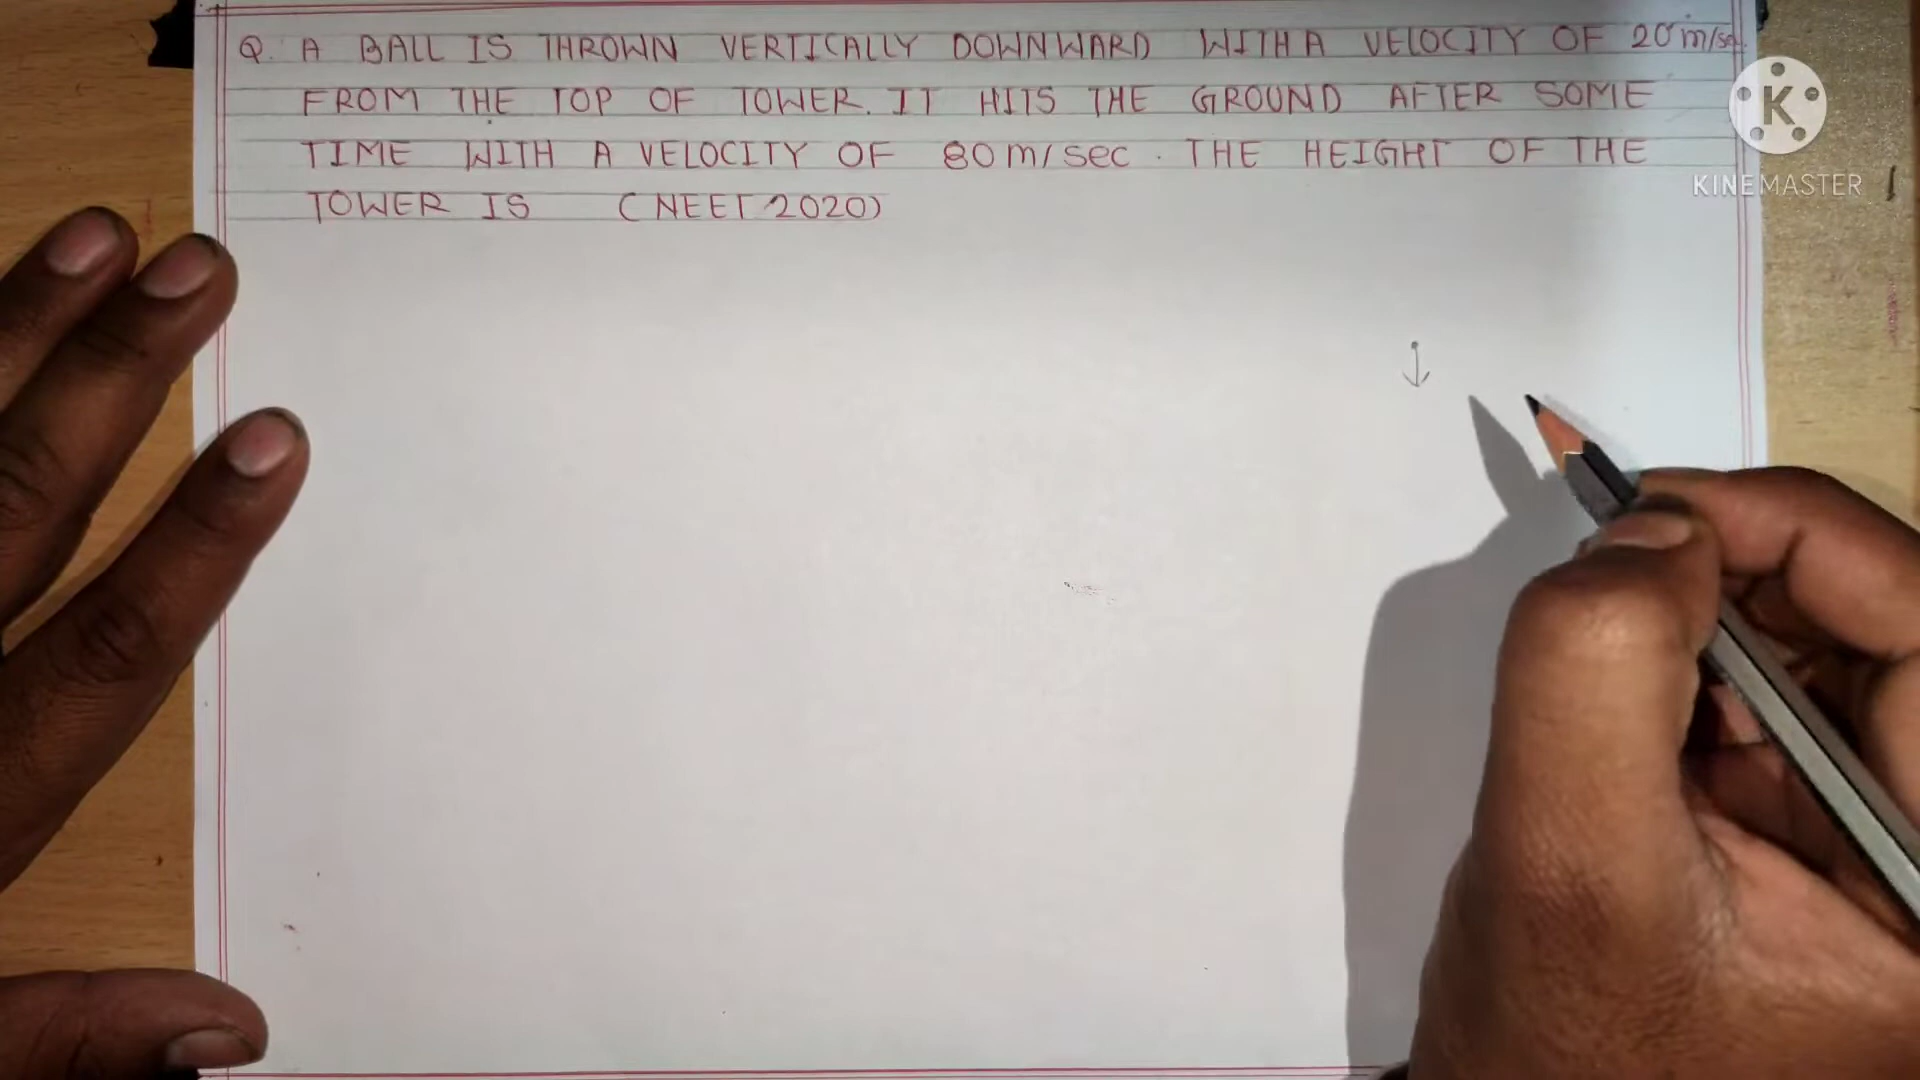 Q. A BALL IS THROWN VERTICALLY DOWNWARD WITH A VELOCITY OF 20 m/sec
FROM THE TOP OF TOWER. IT HITS THE GROUND AFTER SOME
TIME WITH A VELOCITY OF 80 m/sec. THE HEIGHT OF THE
TOWER IS (NEET 2020)
K
KINEMASTER